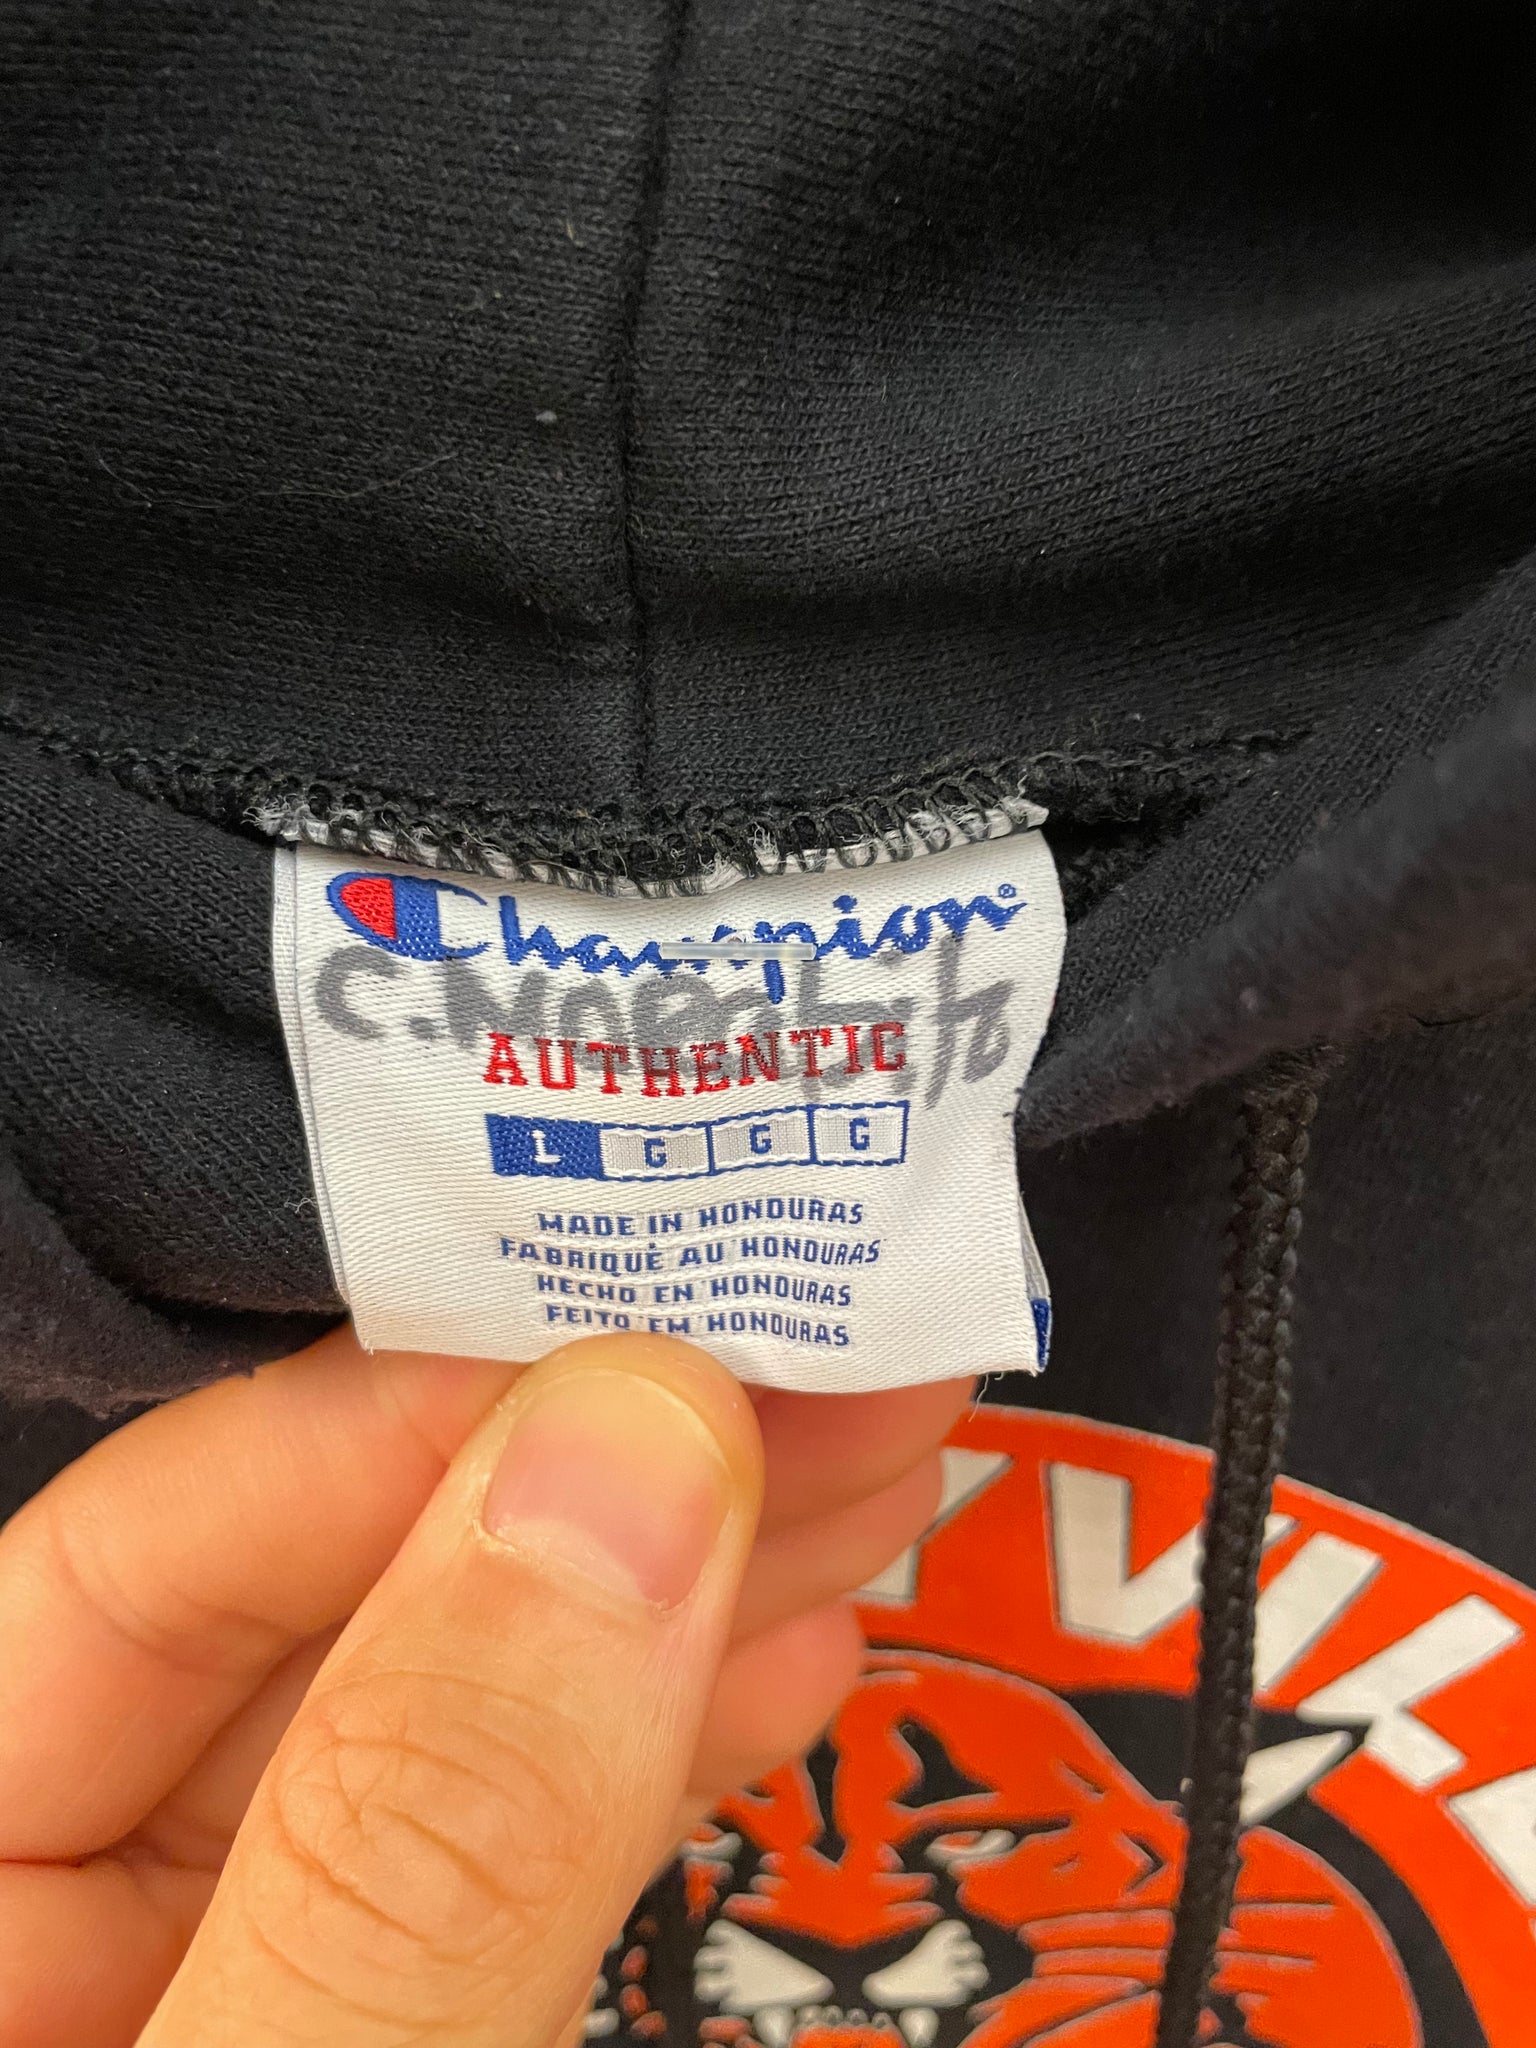 Champion®
AUTHENTIC
L G G G
MADE IN HONDURAS
FABRIQUÉ AU HONDURAS
HECHO EN HONDURAS
FEITO EM HONDURAS